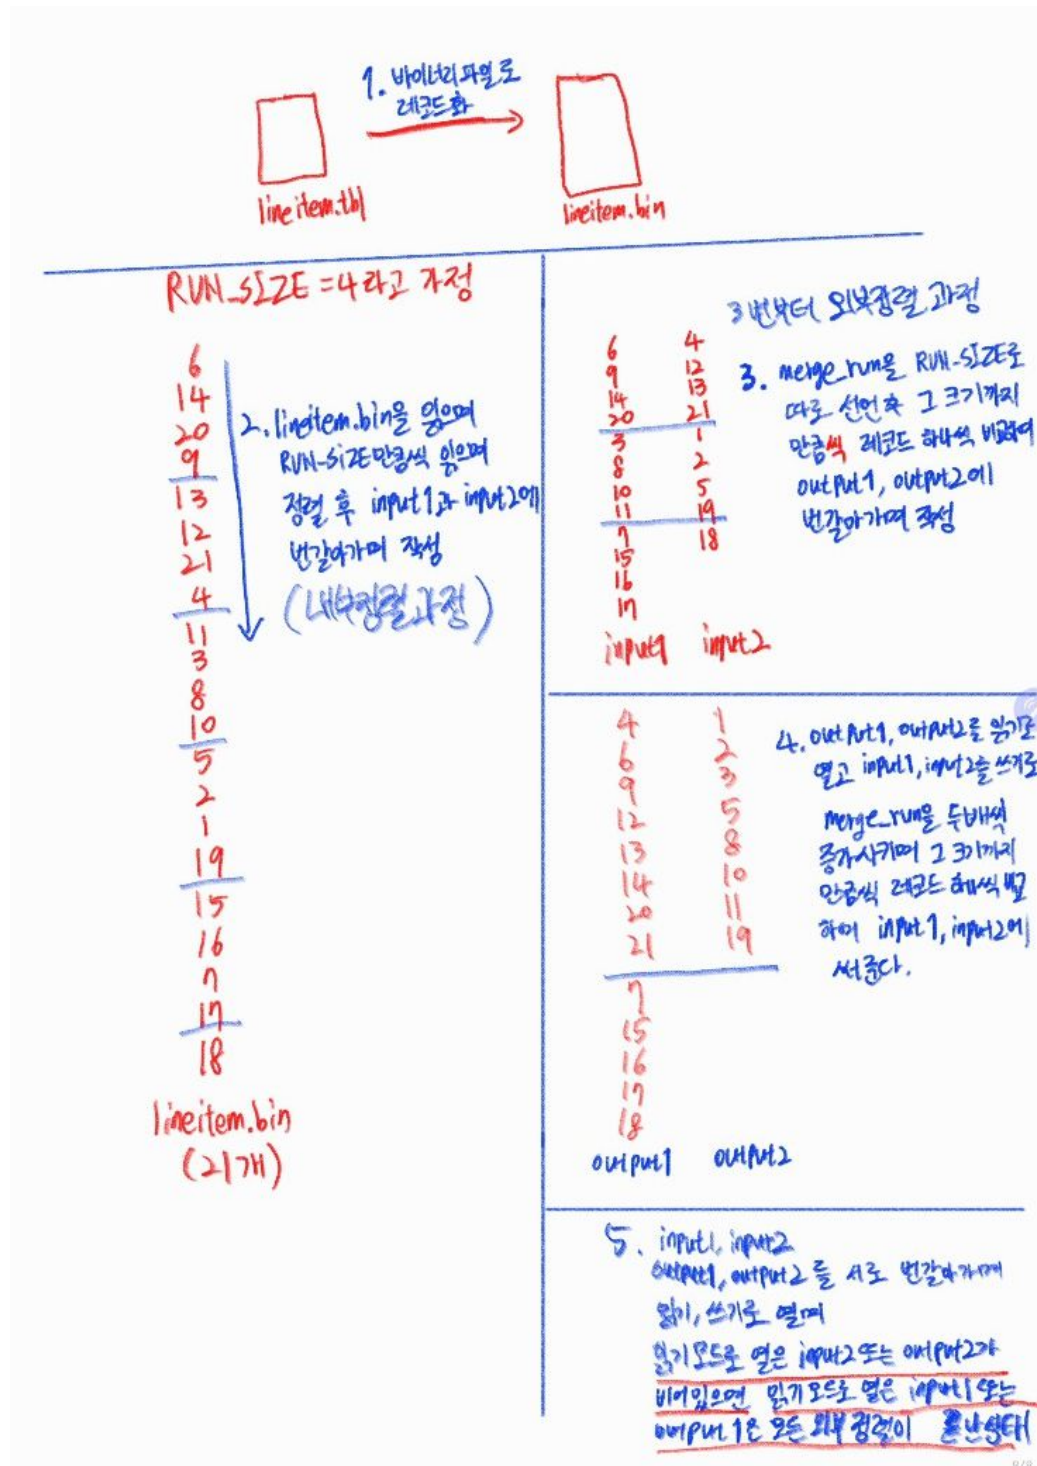 1. 바이너리파일로
레코드화
lineitem.tbl
lineitem.bin
RUN_SIZE = 4라고 가정
6
14
20
9
13
12
21
4
11
3
8
10
5
2
1
19
15
16
7
17
18
lineitem.bin
(21개)
2. lineitem.bin을 읽으며
RUN-SIZE만큼씩 읽으며
정렬 후 input1과 input2에
번갈아가며 작성
(내부정렬과정)
3번부터 외부정렬 과정
6 4
9 12
14 13
20 21
3 1
8 2
10 5
11 19
7 18
15
16
17
input1 input2
3. merge_run을 RUN-SIZE로
따로 선언 후 그 크기까지
만큼씩 레코드 하나씩 비교하며
output1, output2에
번갈아가며 작성
4 1
6 2
9 3
12 5
13 8
14 10
20 11
21 19
7
15
16
17
18
output1 output2
4. output1, output2를 읽기로
열고 input1, input2를 쓰기로
merge_run을 두배씩
증가시키며 그 크기까지
만큼씩 레코드 하나씩 비교
하며 input1, input2에
써준다.
5. input1, input2
output1, output2를 서로 번갈아가며
읽기, 쓰기로 열며
읽기모드로 열은 input2 또는 output2가
비어있으면 읽기모드로 열은 input1 또는
output1은 모든 외부정렬이 끝난상태